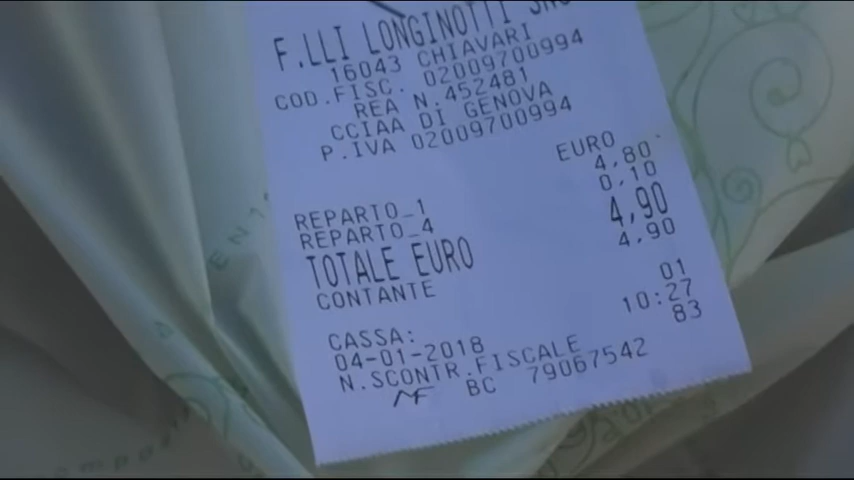 F.LLI LONGINOTTI SNC
16043 CHIAVARI
COD.FISC. 02009700994
REA N.452481
CCIAA DI GENOVA
P.IVA 02009700994
EURO
REPARTO_1 4,80
REPARTO_4 0,10
TOTALE EURO 4,90
CONTANTE 4,90
CASSA: 01
04-01-2018 10:27
N.SCONTR.FISCALE 83
MF BC 79067542